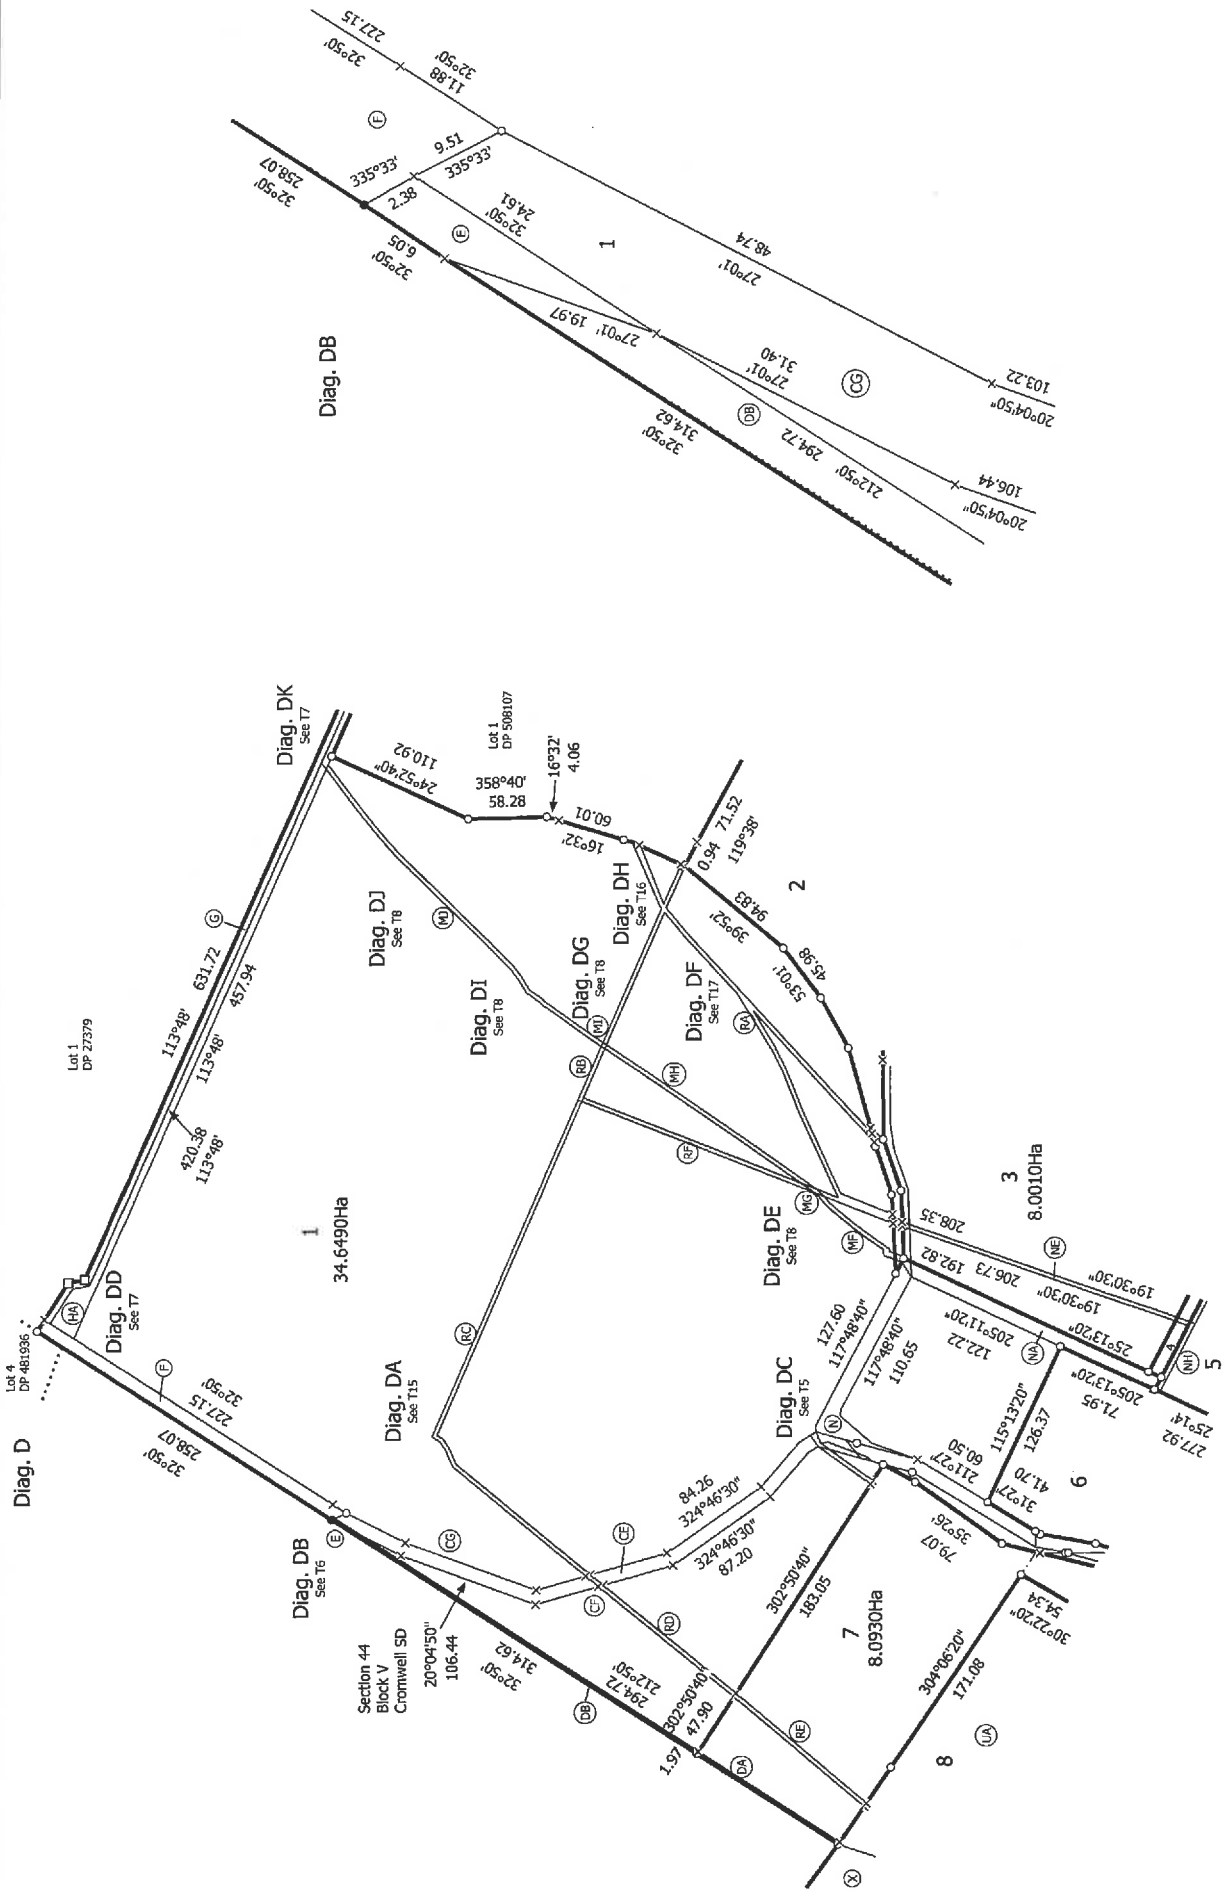 Diag. D
Lot 4
DP 481936
Lot 1
DP 27379
HA
Diag. DD
See T7
113°48'
631.72
113°48'
457.94
G
420.38
113°48'
Diag. DK
See T7
110.92
24°52'40"
358°40'
58.28
Lot 1
DP 508107
16°32'
4.06
60.01
16°32'
0.94
71.52
119°38'
F
227.15
32°50'
258.07
32°50'
1
34.6490Ha
Diag. DJ
See T8
MJ
Diag. DI
See T8
Diag. DG
See T8
Diag. DH
See T16
MI
RB
MH
Diag. DF
See T17
RA
39°52'
94.83
53°01'
45.98
2
RF
MG
MF
Diag. DE
See T8
RC
Diag. DA
See T15
Diag. DB
See T6
E
CG
CE
CF
84.26
324°46'30"
324°46'30"
87.20
Diag. DC
See T5
N
127.60
117°48'40"
117°48'40"
110.65
Section 44
Block V
Cromwell SD
20°04'50"
106.44
314.62
32°50'
294.72
212°50'
DB
RD
302°50'40"
183.05
302°50'40"
47.90
1.97
DA
RE
7
8.0930Ha
304°06'20"
171.08
8
UA
X
30°22'20"
54.34
79.07
35°26'
211°27'
60.50
31°27'
41.70
115°13'20"
126.37
6
122.22
205°11'20"
NA
206.73
192.82
25°13'20"
208.35
NE
19°30'30"
19°30'30"
3
8.0010Ha
205°13'20"
71.95
4
NH
5
25°14'
277.92
Diag. DB
258.07
32°50'
227.15
32°50'
F
335°33'
2.38
9.51
335°33'
11.88
32°50'
6.05
32°50'
E
24.61
32°50'
1
27°01'
19.97
48.74
27°01'
31.40
27°01'
CG
DB
314.62
32°50'
294.72
212°50'
103.22
20°04'50"
106.44
20°04'50"